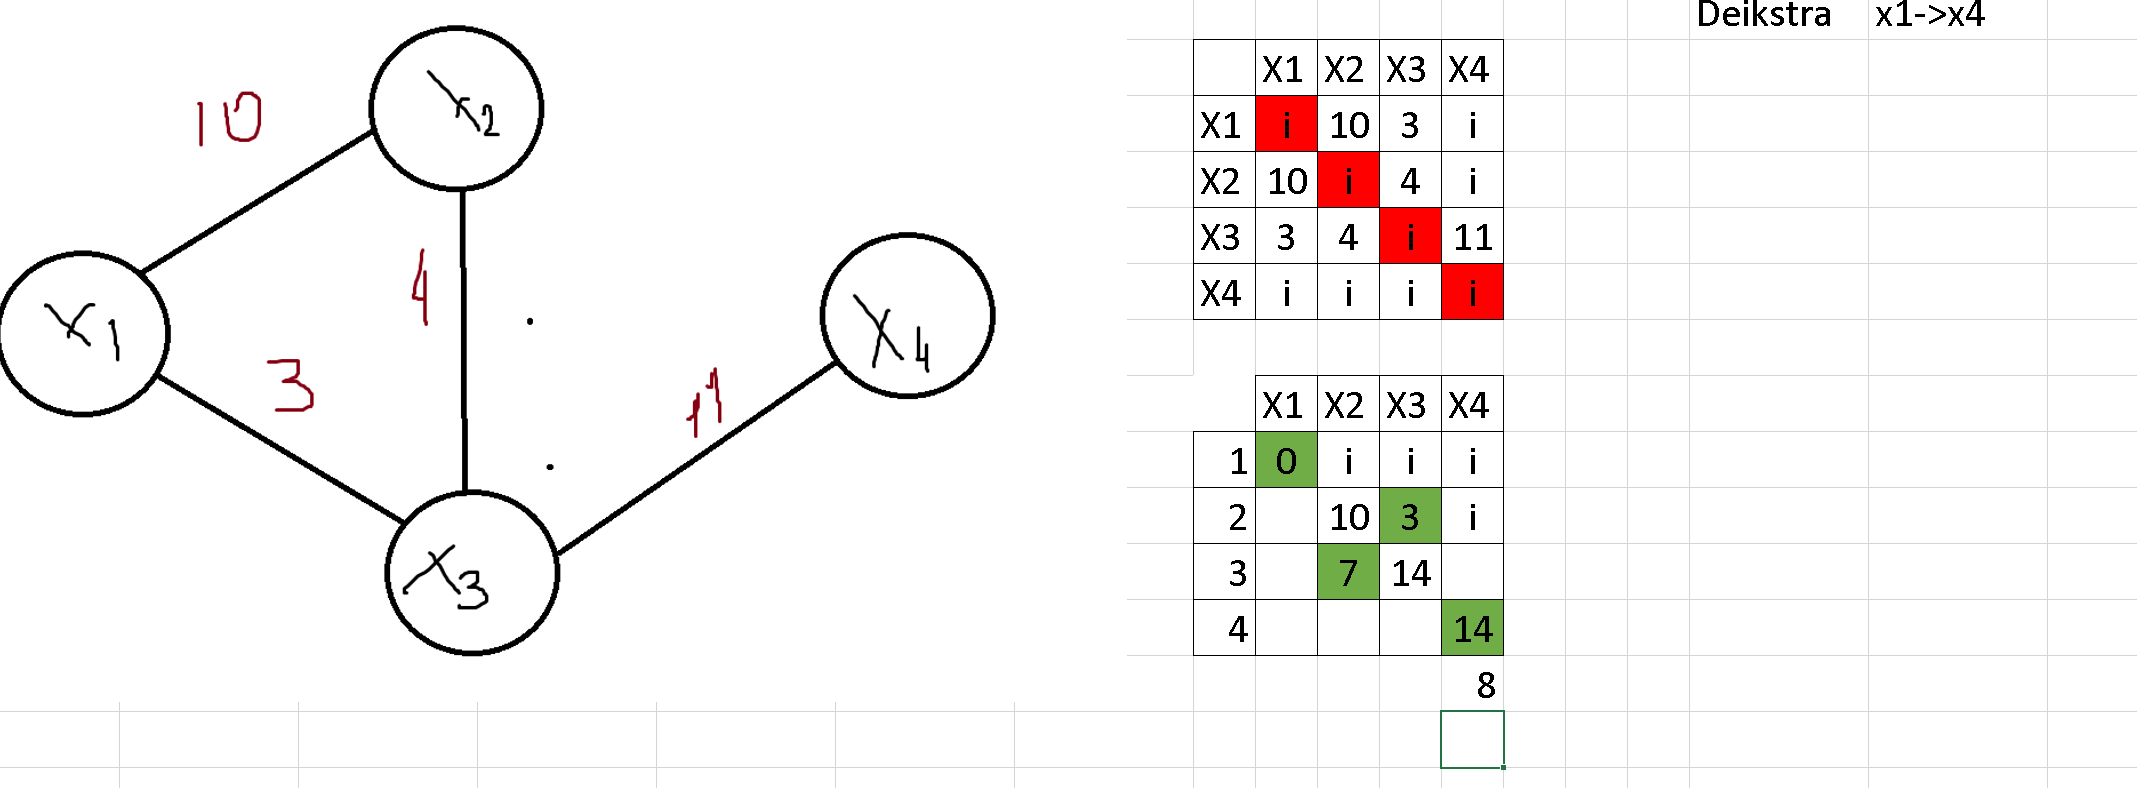 Deikstra x1->x4
10
X2
4
X1
3
X4
11
X3
X1 X2 X3 X4
X1 i 10 3 i
X2 10 i 4 i
X3 3 4 i 11
X4 i i i i
X1 X2 X3 X4
1 0 i i i
2 10 3 i
3 7 14
4 14
8